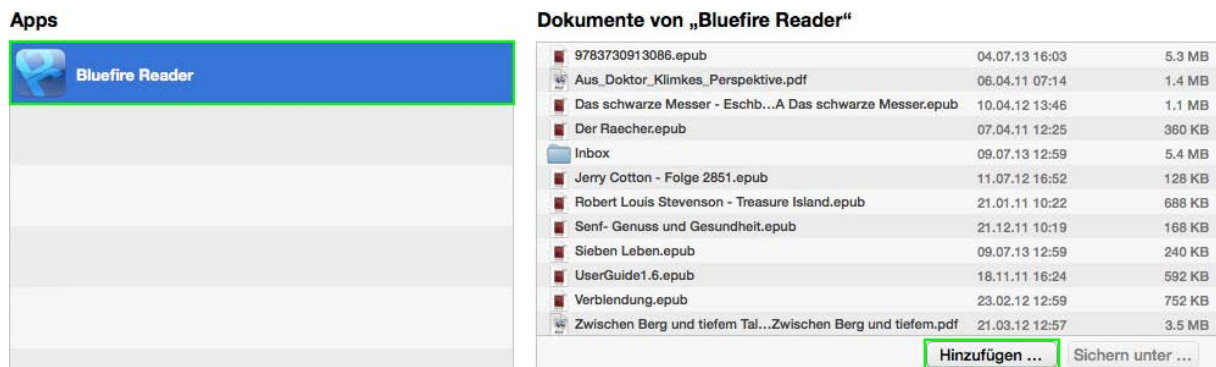 Apps
Dokumente von „Bluefire Reader“
Bluefire Reader
9783730913086.epub 04.07.13 16:03 5.3 MB
Aus_Doktor_Klimkes_Perspektive.pdf 06.04.11 07:14 1.4 MB
Das schwarze Messer - Eschb...A Das schwarze Messer.epub 10.04.12 13:46 1.1 MB
Der Raecher.epub 07.04.11 12:25 360 KB
Inbox 09.07.13 12:59 5.4 MB
Jerry Cotton - Folge 2851.epub 11.07.12 16:52 128 KB
Robert Louis Stevenson - Treasure Island.epub 21.01.11 10:22 688 KB
Senf- Genuss und Gesundheit.epub 21.12.11 10:19 168 KB
Sieben Leben.epub 09.07.13 12:59 240 KB
UserGuide1.6.epub 18.11.11 16:24 592 KB
Verblendung.epub 23.02.12 12:59 752 KB
Zwischen Berg und tiefem Tal...Zwischen Berg und tiefem.pdf 21.03.12 12:57 3.5 MB
Hinzufügen ... Sichern unter ...